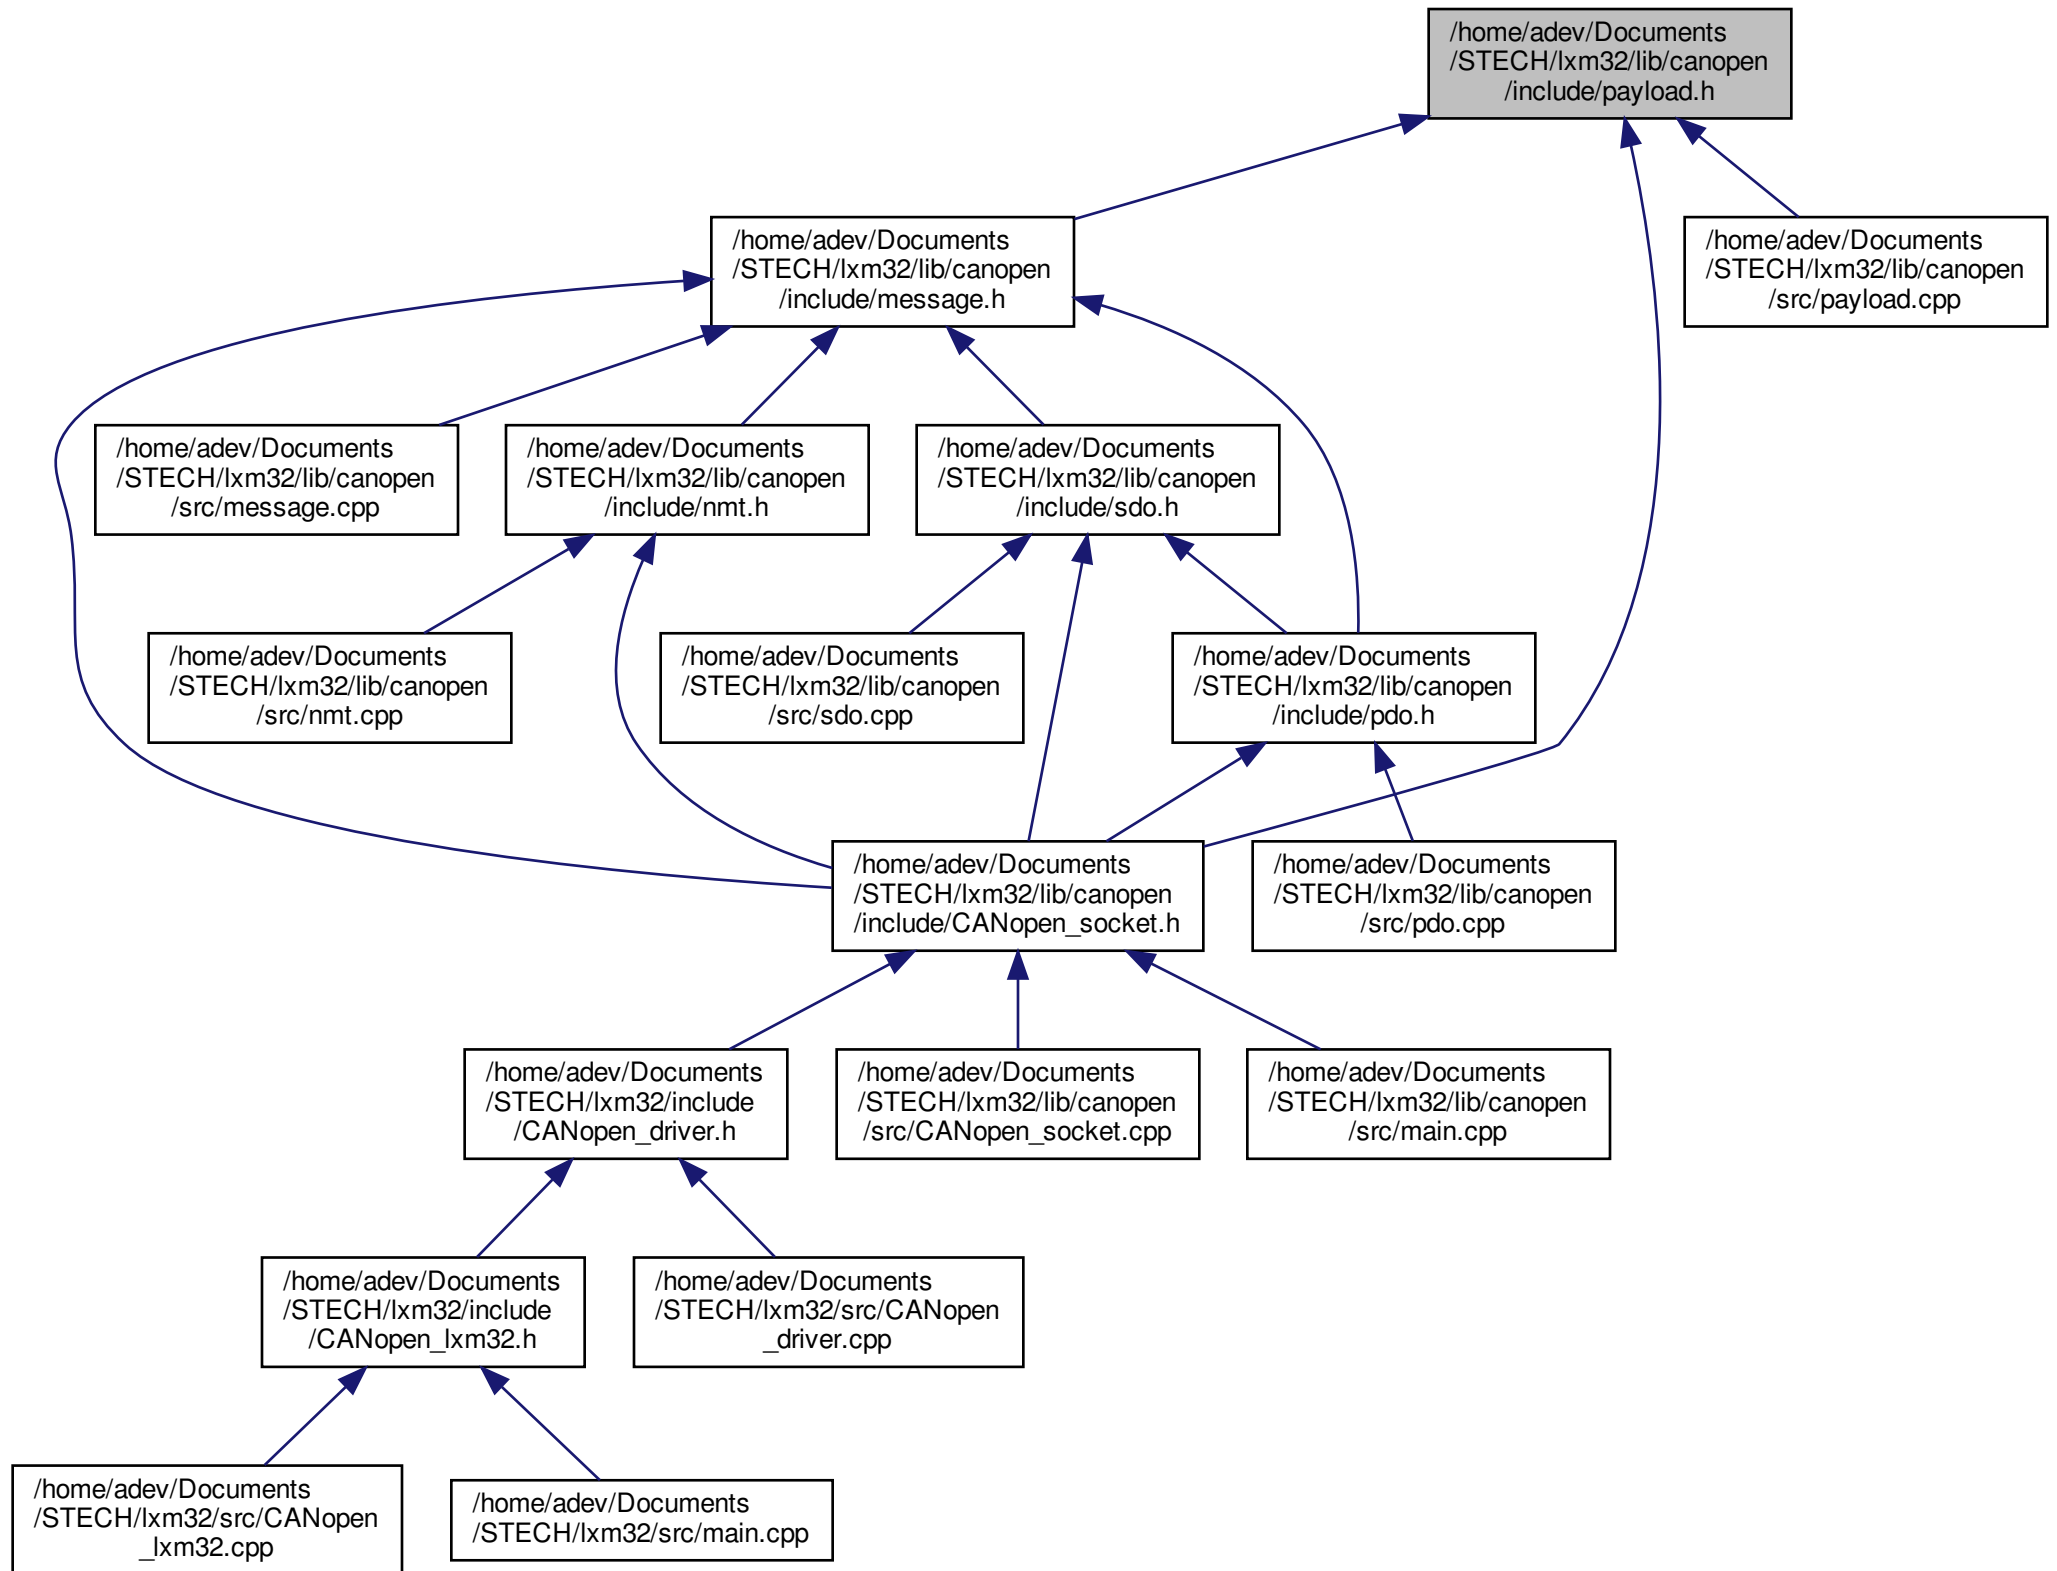 /home/adev/Documents
/STECH/lxm32/lib/canopen
/include/payload.h
/home/adev/Documents
/STECH/lxm32/lib/canopen
/include/message.h
/home/adev/Documents
/STECH/lxm32/lib/canopen
/src/payload.cpp
/home/adev/Documents
/STECH/lxm32/lib/canopen
/src/message.cpp
/home/adev/Documents
/STECH/lxm32/lib/canopen
/include/nmt.h
/home/adev/Documents
/STECH/lxm32/lib/canopen
/include/sdo.h
/home/adev/Documents
/STECH/lxm32/lib/canopen
/src/nmt.cpp
/home/adev/Documents
/STECH/lxm32/lib/canopen
/src/sdo.cpp
/home/adev/Documents
/STECH/lxm32/lib/canopen
/include/pdo.h
/home/adev/Documents
/STECH/lxm32/lib/canopen
/include/CANopen_socket.h
/home/adev/Documents
/STECH/lxm32/lib/canopen
/src/pdo.cpp
/home/adev/Documents
/STECH/lxm32/include
/CANopen_driver.h
/home/adev/Documents
/STECH/lxm32/lib/canopen
/src/CANopen_socket.cpp
/home/adev/Documents
/STECH/lxm32/lib/canopen
/src/main.cpp
/home/adev/Documents
/STECH/lxm32/include
/CANopen_lxm32.h
/home/adev/Documents
/STECH/lxm32/src/CANopen
_driver.cpp
/home/adev/Documents
/STECH/lxm32/src/CANopen
_lxm32.cpp
/home/adev/Documents
/STECH/lxm32/src/main.cpp